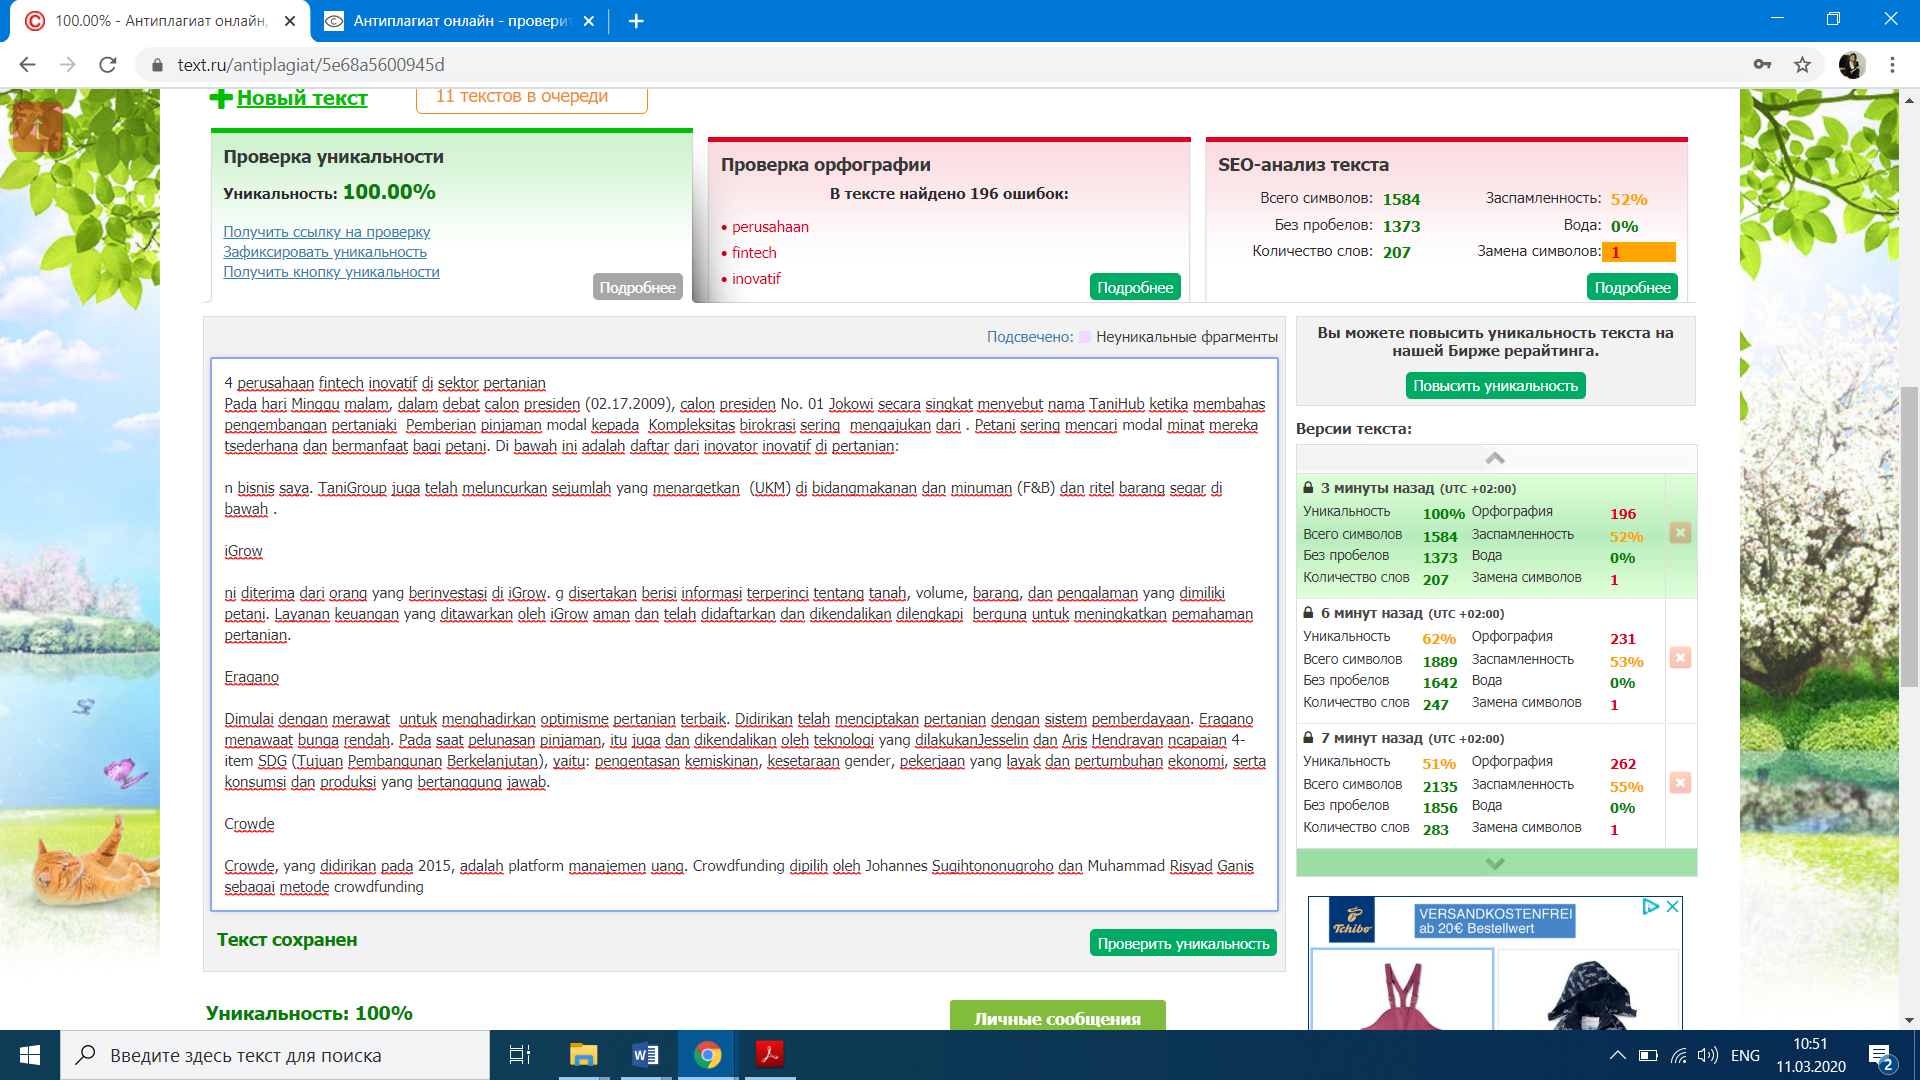 100.00% - Антиплагиат онлайн,
Антиплагиат онлайн - проверит
text.ru/antiplagiat/5e68a5600945d
Новый текст
11 текстов в очереди
Проверка уникальности
Уникальность: 100.00%
Получить ссылку на проверку
Зафиксировать уникальность
Получить кнопку уникальности
Подробнее
Проверка орфографии
В тексте найдено 196 ошибок:
• perusahaan
• fintech
• inovatif
Подробнее
SEO-анализ текста
Всего символов: 1584 Заспамленность: 52%
Без пробелов: 1373 Вода: 0%
Количество слов: 207 Замена символов: 1
Подробнее
Подсвечено: Неуникальные фрагменты
4 perusahaan fintech inovatif di sektor pertanian
Pada hari Minggu malam, dalam debat calon presiden (02.17.2009), calon presiden No. 01 Jokowi secara singkat menyebut nama TaniHub ketika membahas
pengembangan pertaniaki Pemberian pinjaman modal kepada Kompleksitas birokrasi sering mengajukan dari . Petani sering mencari modal minat mereka
tsederhana dan bermanfaat bagi petani. Di bawah ini adalah daftar dari inovator inovatif di pertanian:
n bisnis saya. TaniGroup juga telah meluncurkan sejumlah yang menargetkan (UKM) di bidangmakanan dan minuman (F&B) dan ritel barang segar di
bawah .
iGrow
ni diterima dari orang yang berinvestasi di iGrow. g disertakan berisi informasi terperinci tentang tanah, volume, barang, dan pengalaman yang dimiliki
petani. Layanan keuangan yang ditawarkan oleh iGrow aman dan telah didaftarkan dan dikendalikan dilengkapi berguna untuk meningkatkan pemahaman
pertanian.
Eragano
Dimulai dengan merawat untuk menghadirkan optimisme pertanian terbaik. Didirikan telah menciptakan pertanian dengan sistem pemberdayaan. Eragano
menawaat bunga rendah. Pada saat pelunasan pinjaman, itu juga dan dikendalikan oleh teknologi yang dilakukanJesselin dan Aris Hendravan ncapaian 4-
item SDG (Tujuan Pembangunan Berkelanjutan), yaitu: pengentasan kemiskinan, kesetaraan gender, pekerjaan yang layak dan pertumbuhan ekonomi, serta
konsumsi dan produksi yang bertanggung jawab.
Crowde
Crowde, yang didirikan pada 2015, adalah platform manajemen uang. Crowdfunding dipilih oleh Johannes Sugihtononugroho dan Muhammad Risyad Ganis
sebagai metode crowdfunding
Текст сохранен
Проверить уникальность
Уникальность: 100%
Личные сообщения
Вы можете повысить уникальность текста на
нашей Бирже рерайтинга.
Повысить уникальность
Версии текста:
3 минуты назад (UTC +02:00)
Уникальность 100% Орфография 196
Всего символов 1584 Заспамленность 52%
Без пробелов 1373 Вода 0%
Количество слов 207 Замена символов 1
6 минут назад (UTC +02:00)
Уникальность 62% Орфография 231
Всего символов 1889 Заспамленность 53%
Без пробелов 1642 Вода 0%
Количество слов 247 Замена символов 1
7 минут назад (UTC +02:00)
Уникальность 51% Орфография 262
Всего символов 2135 Заспамленность 55%
Без пробелов 1856 Вода 0%
Количество слов 283 Замена символов 1
Tchibo
VERSANDKOSTENFREI
ab 20€ Bestellwert
Введите здесь текст для поиска
ENG
10:51
11.03.2020
2